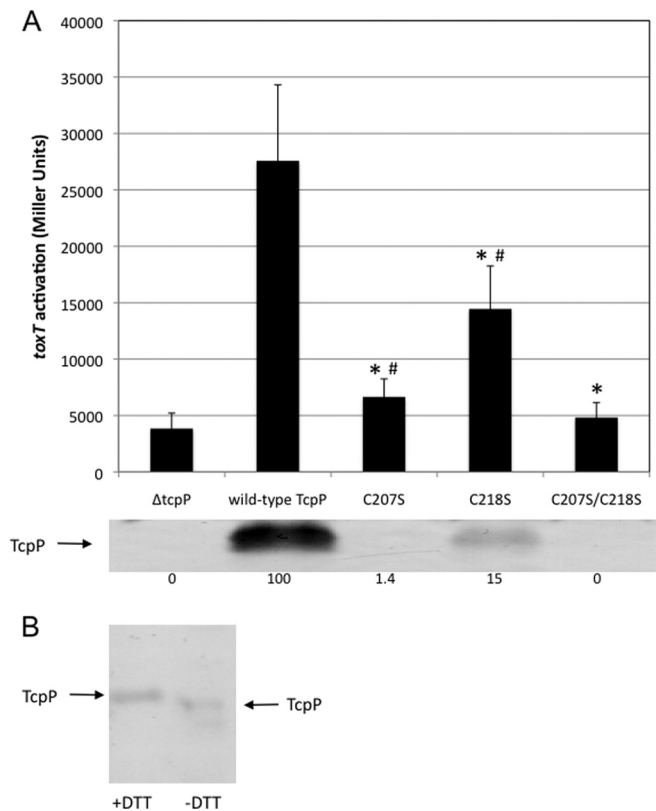 A
toxT activation (Miller Units)
40000
35000
30000
25000
20000
15000
10000
5000
0
* #
* #
*
ΔtcpP wild-type TcpP C207S C218S C207S/C218S
TcpP
0 100 1.4 15 0
B
TcpP TcpP
+DTT -DTT